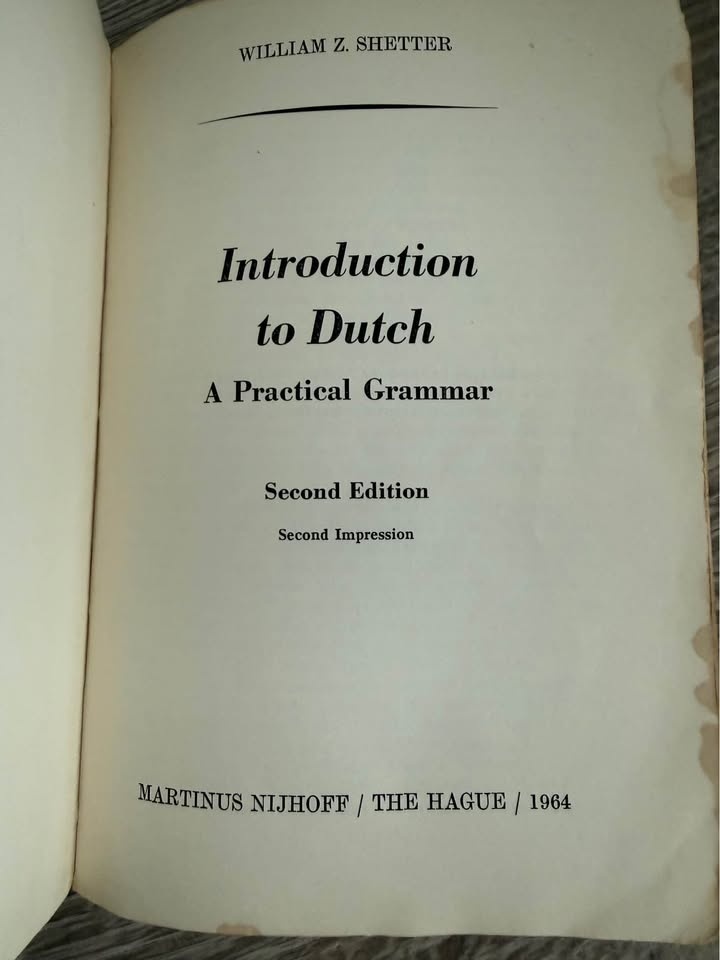 WILLIAM Z. SHETTER
Introduction
to Dutch
A Practical Grammar
Second Edition
Second Impression
MARTINUS NIJHOFF / THE HAGUE / 1964